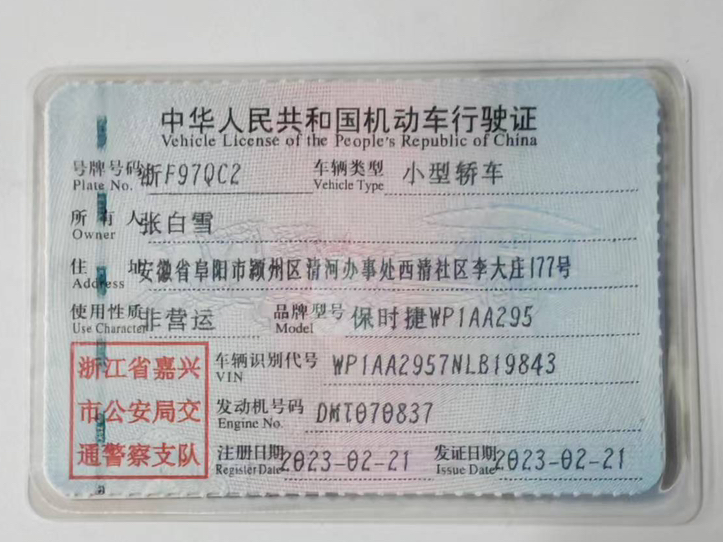 中华人民共和国机动车行驶证
Vehicle License of the People's Republic of China
号牌号码 浙F97QC2 车辆类型 小型轿车
Plate No. Vehicle Type
所有人 张白雪
Owner
住址 安徽省阜阳市颍州区清河办事处西清社区李大庄177号
Address
使用性质 非营运 品牌型号 保时捷WP1AA295
Use Character Model
浙江省嘉兴 车辆识别代号 WP1AA2957NLB19843
VIN
市公安局交 发动机号码 DMT070837
Engine No.
通警察支队 注册日期 2023-02-21 发证日期 2023-02-21
Register Date Issue Date